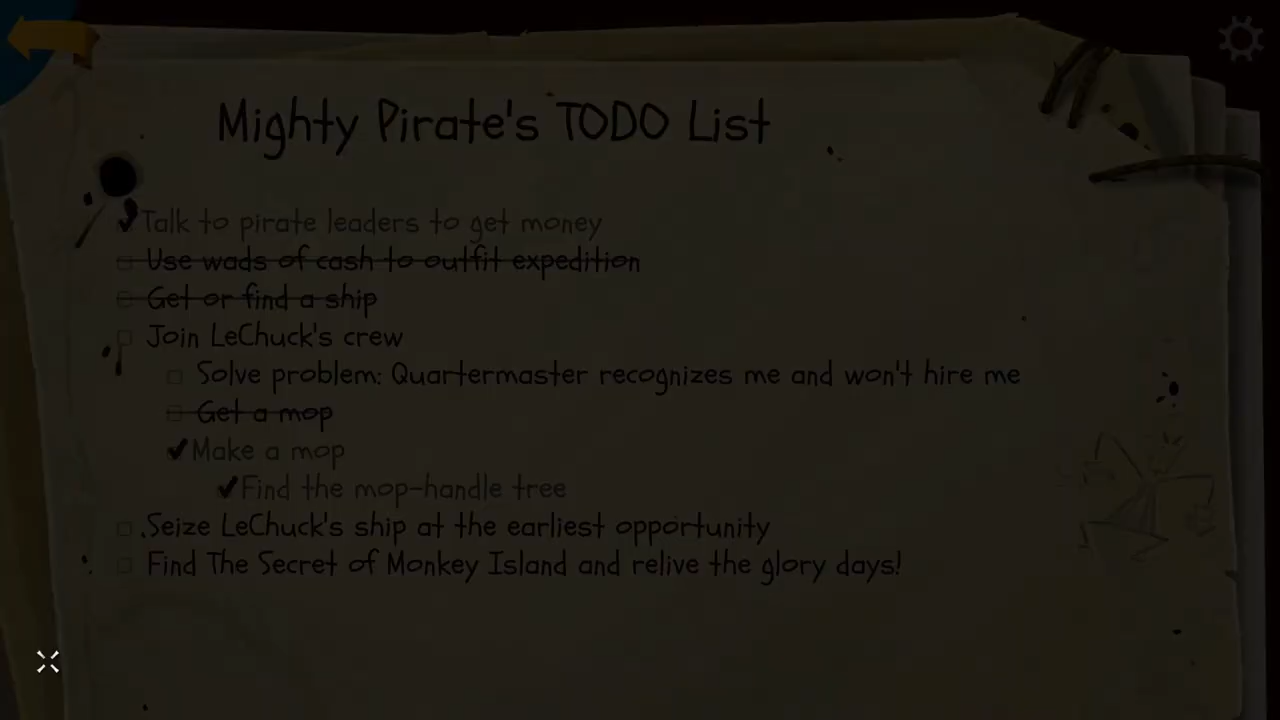 Mighty Pirate's TODO List
Talk to pirate leaders to get money
Use wads of cash to outfit expedition
Get or find a ship
Join LeChuck's crew
Solve problem: Quartermaster recognizes me and won't hire me
Get a mop
Make a mop
Find the mop-handle tree
Seize LeChuck's ship at the earliest opportunity
Find The Secret of Monkey Island and relive the glory days!